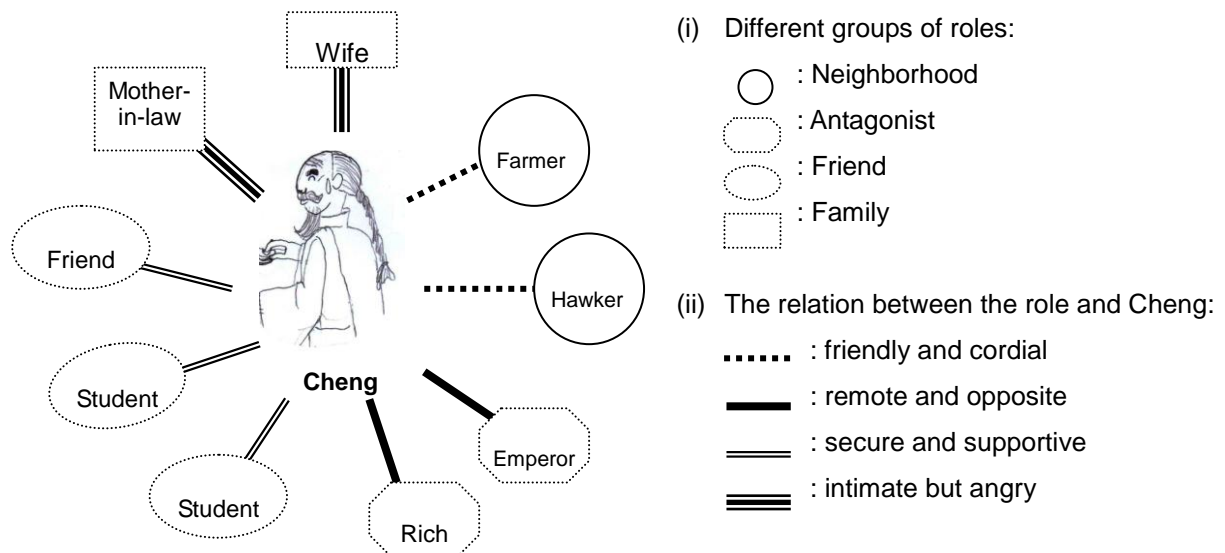 Wife
Mother-
in-law
Farmer
Friend
Hawker
Student
Cheng
Emperor
Student
Rich
(i) Different groups of roles:
: Neighborhood
: Antagonist
: Friend
: Family
(ii) The relation between the role and Cheng:
: friendly and cordial
: remote and opposite
: secure and supportive
: intimate but angry